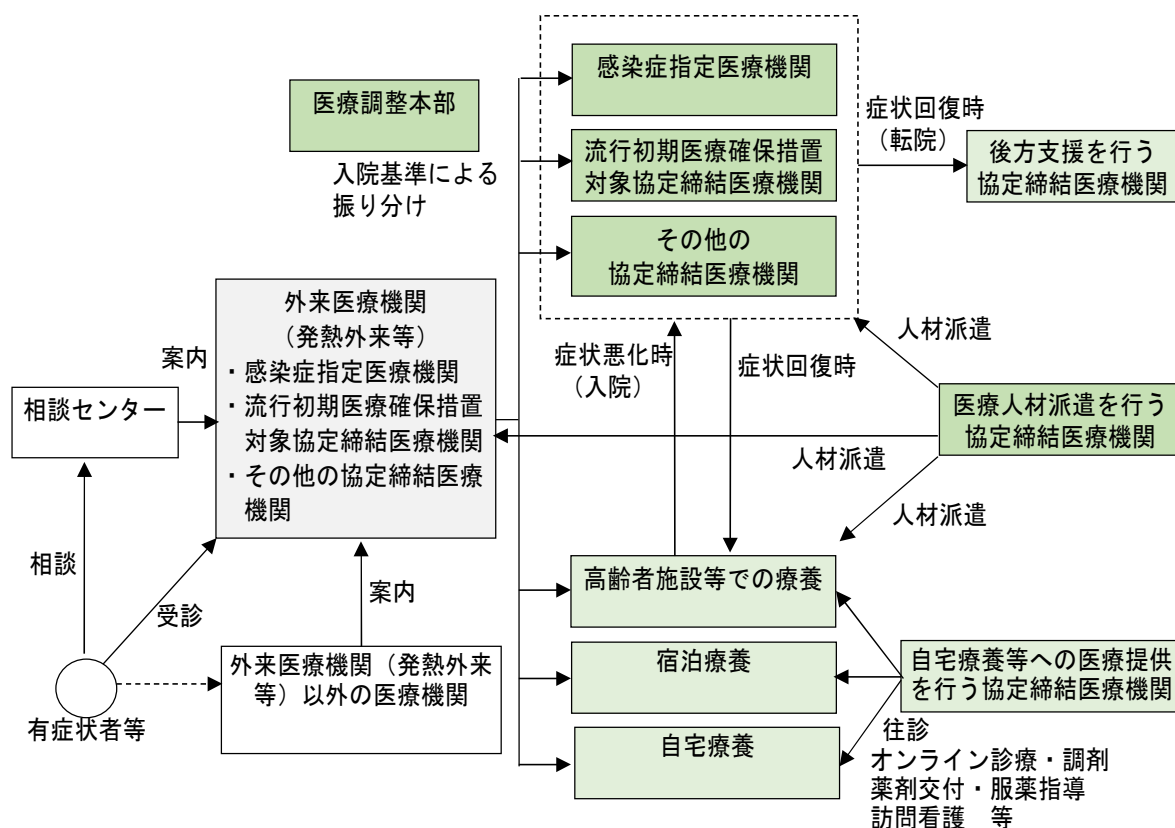 感染症指定医療機関
医療調整本部
入院基準による
振り分け
流行初期医療確保措置
対象協定締結医療機関
その他の
協定締結医療機関
症状回復時
（転院）
後方支援を行う
協定締結医療機関
外来医療機関
（発熱外来等）
・感染症指定医療機関
・流行初期医療確保措置
対象協定締結医療機関
・その他の協定締結医療
機関
案内
相談センター
相談
受診
案内
有症状者等
外来医療機関（発熱外来
等）以外の医療機関
症状悪化時
（入院）
症状回復時
人材派遣
医療人材派遣を行う
協定締結医療機関
人材派遣
人材派遣
高齢者施設等での療養
宿泊療養
自宅療養
自宅療養等への医療提供
を行う協定締結医療機関
往診
オンライン診療・調剤
薬剤交付・服薬指導
訪問看護　等